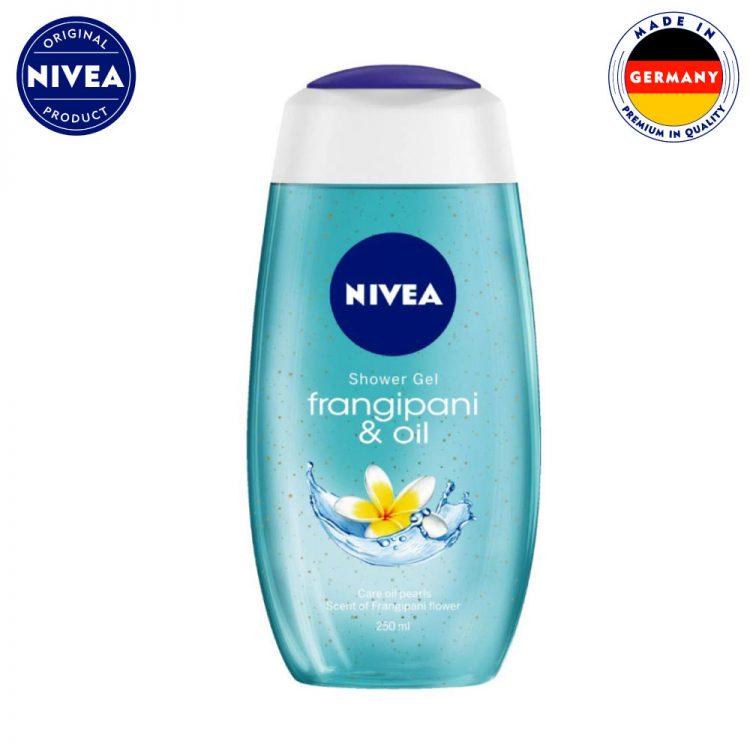 ORIGINAL
NIVEA
PRODUCT
MADE IN
GERMANY
PREMIUM IN QUALITY
NIVEA
Shower Gel
frangipani
& oil
Care oil pearls
Scent of Frangipani flower
250 ml